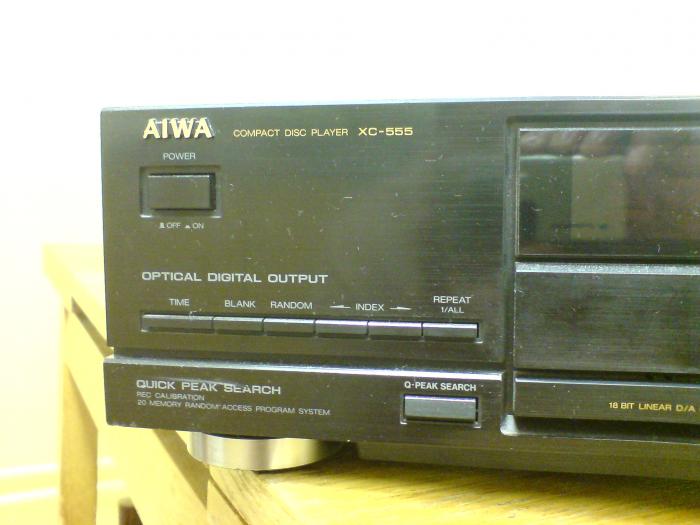 AIWA COMPACT DISC PLAYER XC-555
POWER
OFF ON
OPTICAL DIGITAL OUTPUT
TIME BLANK RANDOM INDEX REPEAT
1/ALL
QUICK PEAK SEARCH
REC CALIBRATION
20 MEMORY RANDOM ACCESS PROGRAM SYSTEM
Q-PEAK SEARCH
18 BIT LINEAR D/A